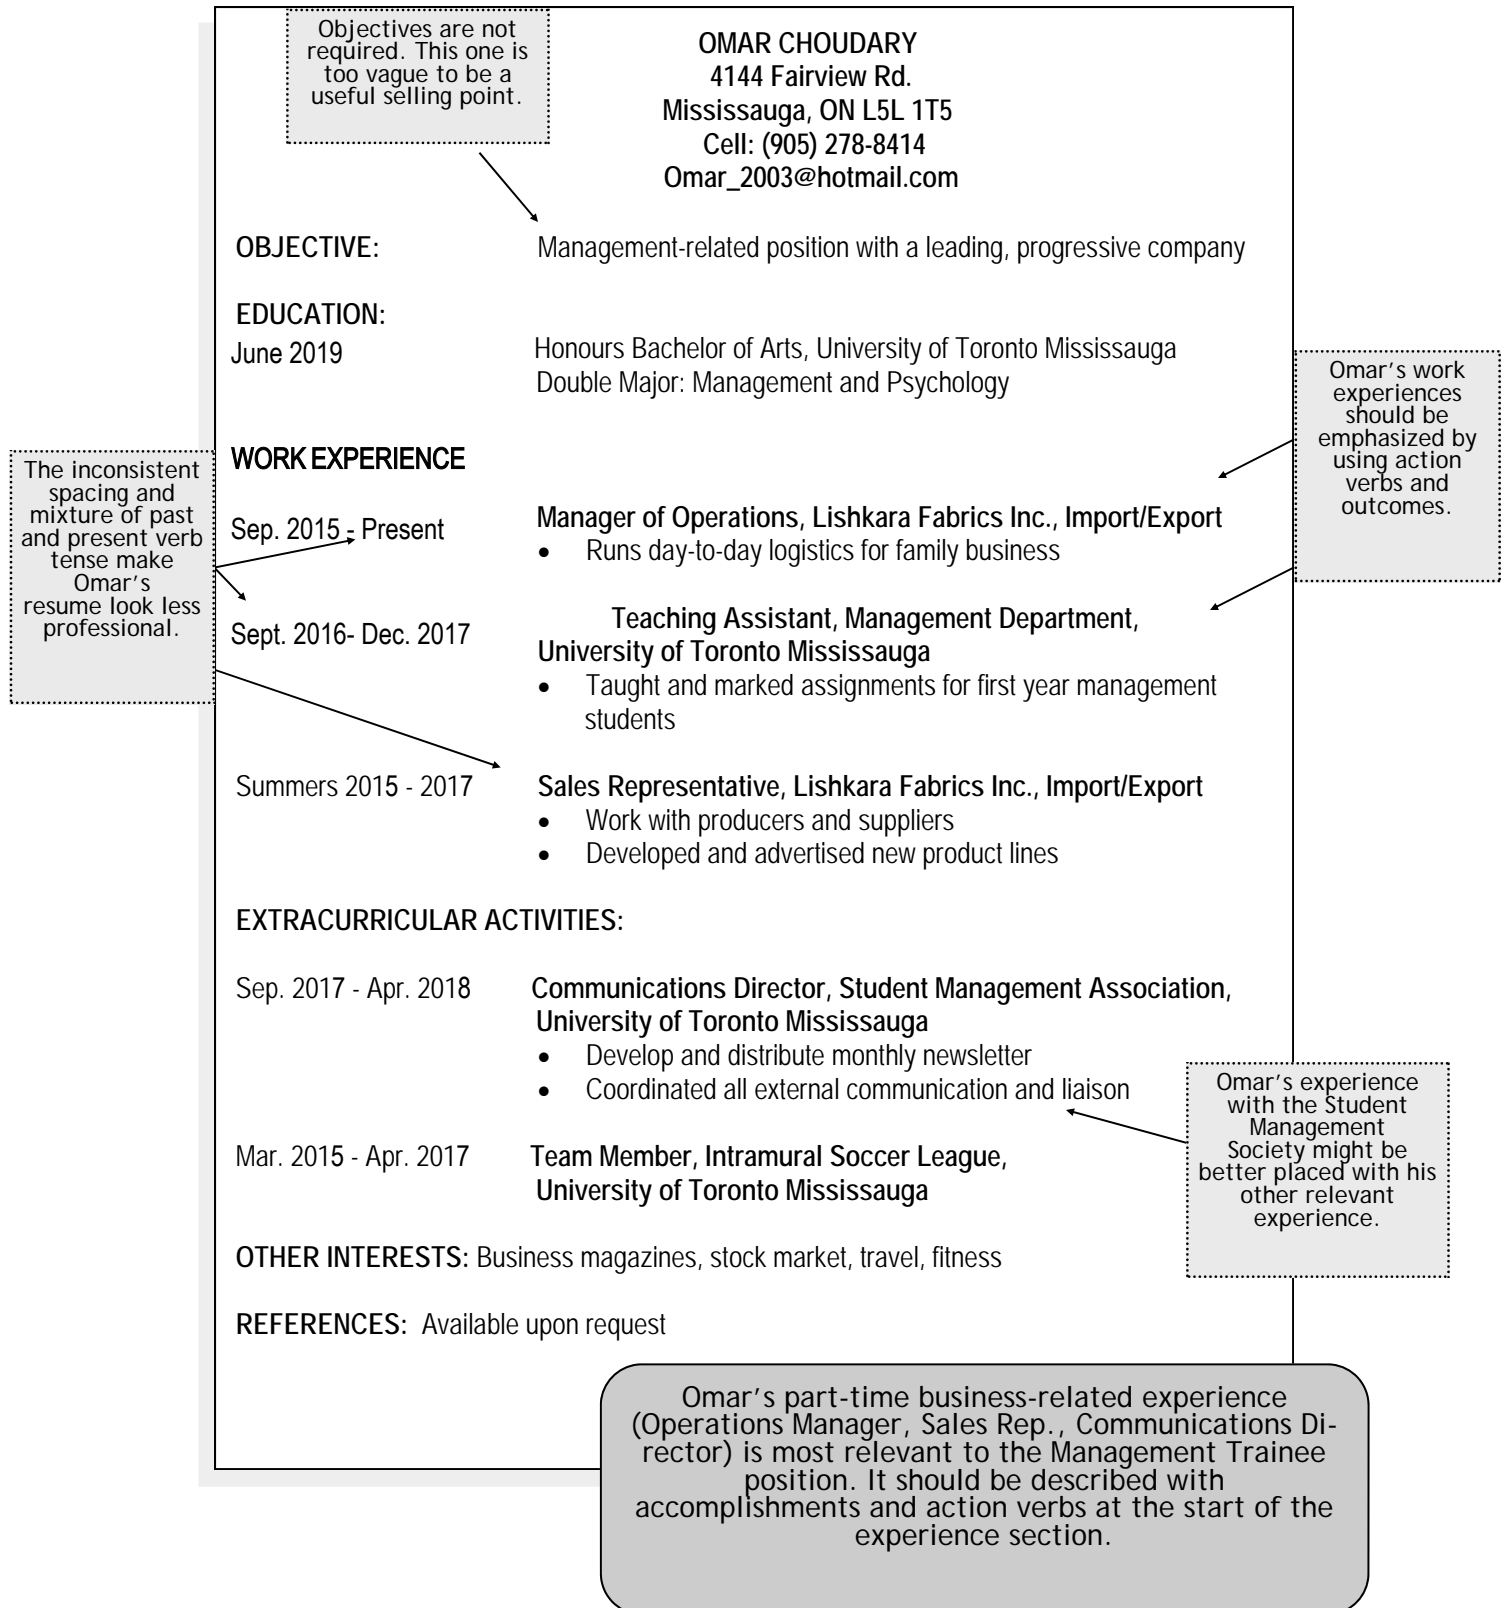 Objectives are not
required. This one is
too vague to be a
useful selling point.
OMAR CHOUDARY
4144 Fairview Rd.
Mississauga, ON L5L 1T5
Cell: (905) 278-8414
Omar_2003@hotmail.com
OBJECTIVE: Management-related position with a leading, progressive company
EDUCATION:
June 2019 Honours Bachelor of Arts, University of Toronto Mississauga
Double Major: Management and Psychology
Omar's work
experiences
should be
emphasized by
using action
verbs and
outcomes.
WORK EXPERIENCE
The inconsistent
spacing and
mixture of past
and present verb
tense make
Omar's
resume look less
professional.
Sep. 2015 - Present Manager of Operations, Lishkara Fabrics Inc., Import/Export
• Runs day-to-day logistics for family business
Sept. 2016- Dec. 2017 Teaching Assistant, Management Department,
University of Toronto Mississauga
• Taught and marked assignments for first year management
students
Summers 2015 - 2017 Sales Representative, Lishkara Fabrics Inc., Import/Export
• Work with producers and suppliers
• Developed and advertised new product lines
EXTRACURRICULAR ACTIVITIES:
Sep. 2017 - Apr. 2018 Communications Director, Student Management Association,
University of Toronto Mississauga
• Develop and distribute monthly newsletter
• Coordinated all external communication and liaison
Omar's experience
with the Student
Management
Society might be
better placed with his
other relevant
experience.
Mar. 2015 - Apr. 2017 Team Member, Intramural Soccer League,
University of Toronto Mississauga
OTHER INTERESTS: Business magazines, stock market, travel, fitness
REFERENCES: Available upon request
Omar's part-time business-related experience
(Operations Manager, Sales Rep., Communications Di-
rector) is most relevant to the Management Trainee
position. It should be described with
accomplishments and action verbs at the start of the
experience section.